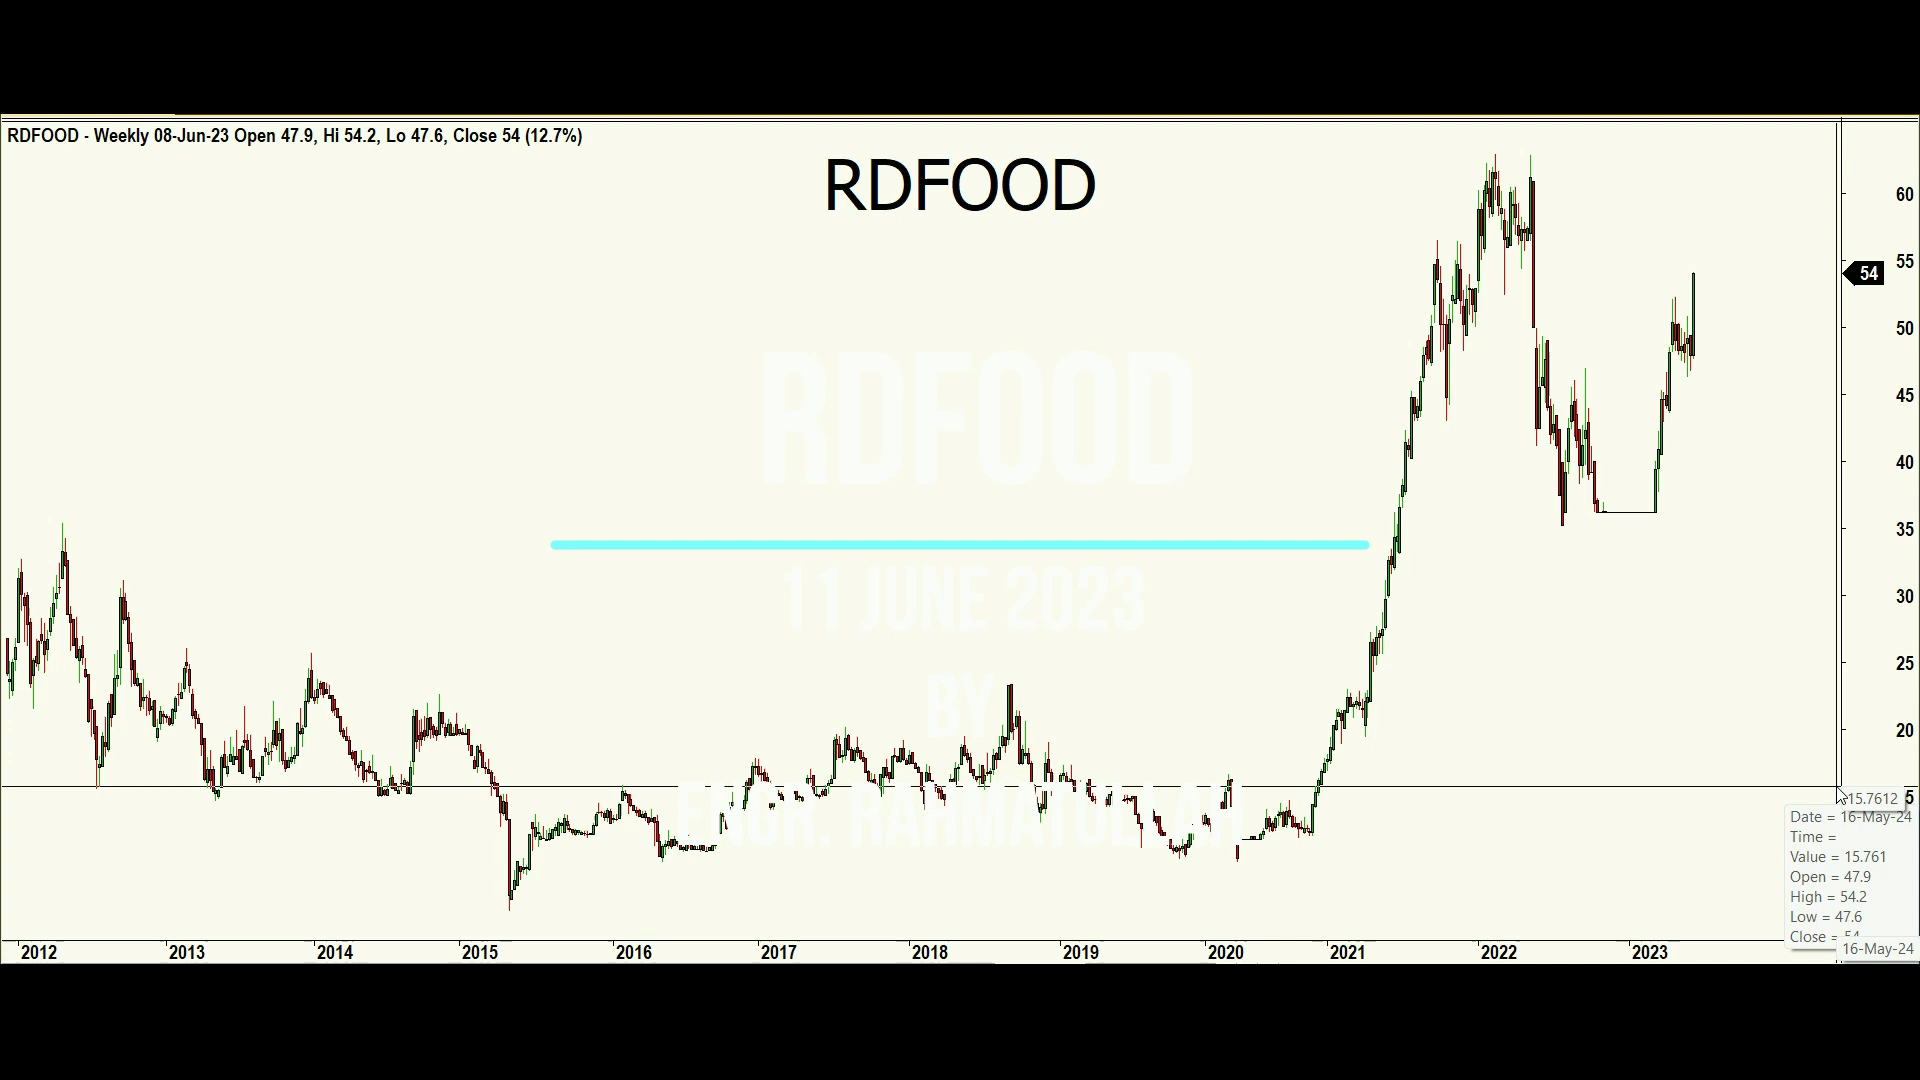 RDFOOD - Weekly 08-Jun-23 Open 47.9, Hi 54.2, Lo 47.6, Close 54 (12.7%)
RDFOOD
60
55
54
50
45
40
35
30
25
20
5
RDFOOD
11 JUNE 2023
BY
15.7612
Date = 16-May-24
Time =
Value = 15.761
Open = 47.9
High = 54.2
Low = 47.6
Close = 54
16-May-24
2012 2013 2014 2015 2016 2017 2018 2019 2020 2021 2022 2023